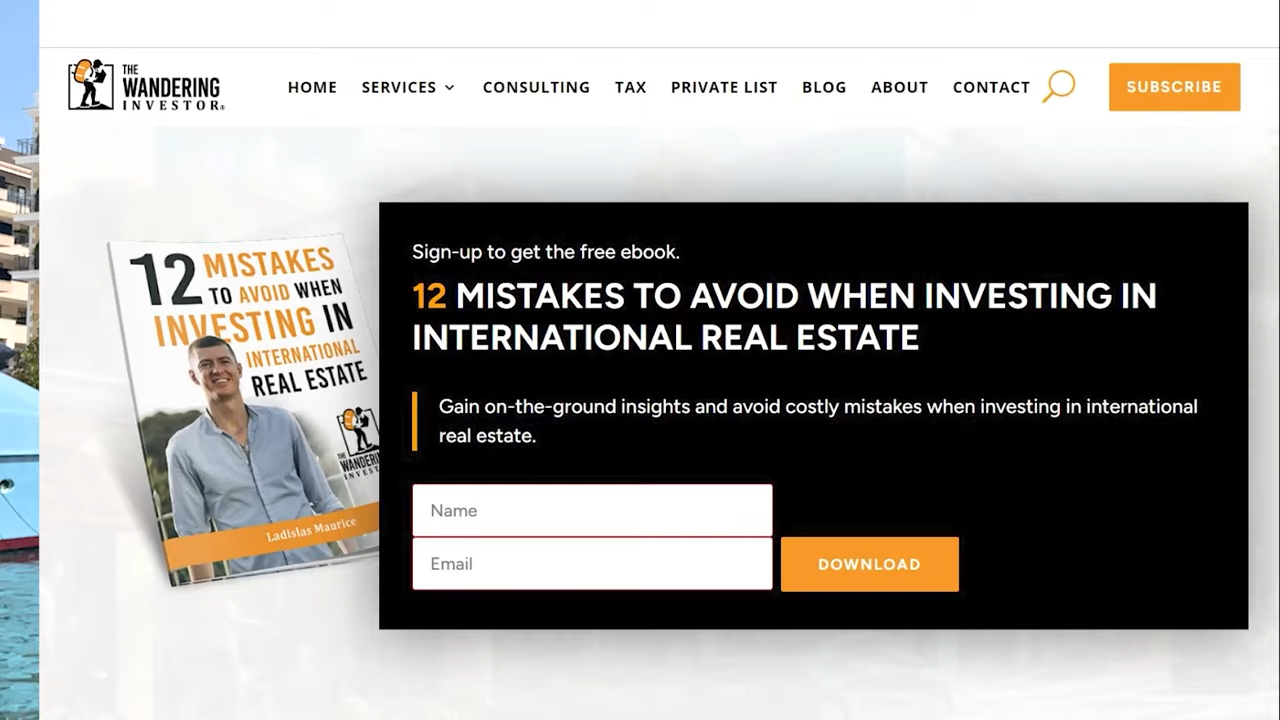 THE
WANDERING
INVESTOR®
HOME
SERVICES
CONSULTING
TAX
PRIVATE LIST
BLOG
ABOUT
CONTACT
SUBSCRIBE
12 MISTAKES
TO AVOID WHEN
INVESTING IN
INTERNATIONAL
REAL ESTATE
THE
Ladislas Maurice
Sign-up to get the free ebook.
12 MISTAKES TO AVOID WHEN INVESTING IN
INTERNATIONAL REAL ESTATE
Gain on-the-ground insights and avoid costly mistakes when investing in international
real estate.
Name
Email
DOWNLOAD